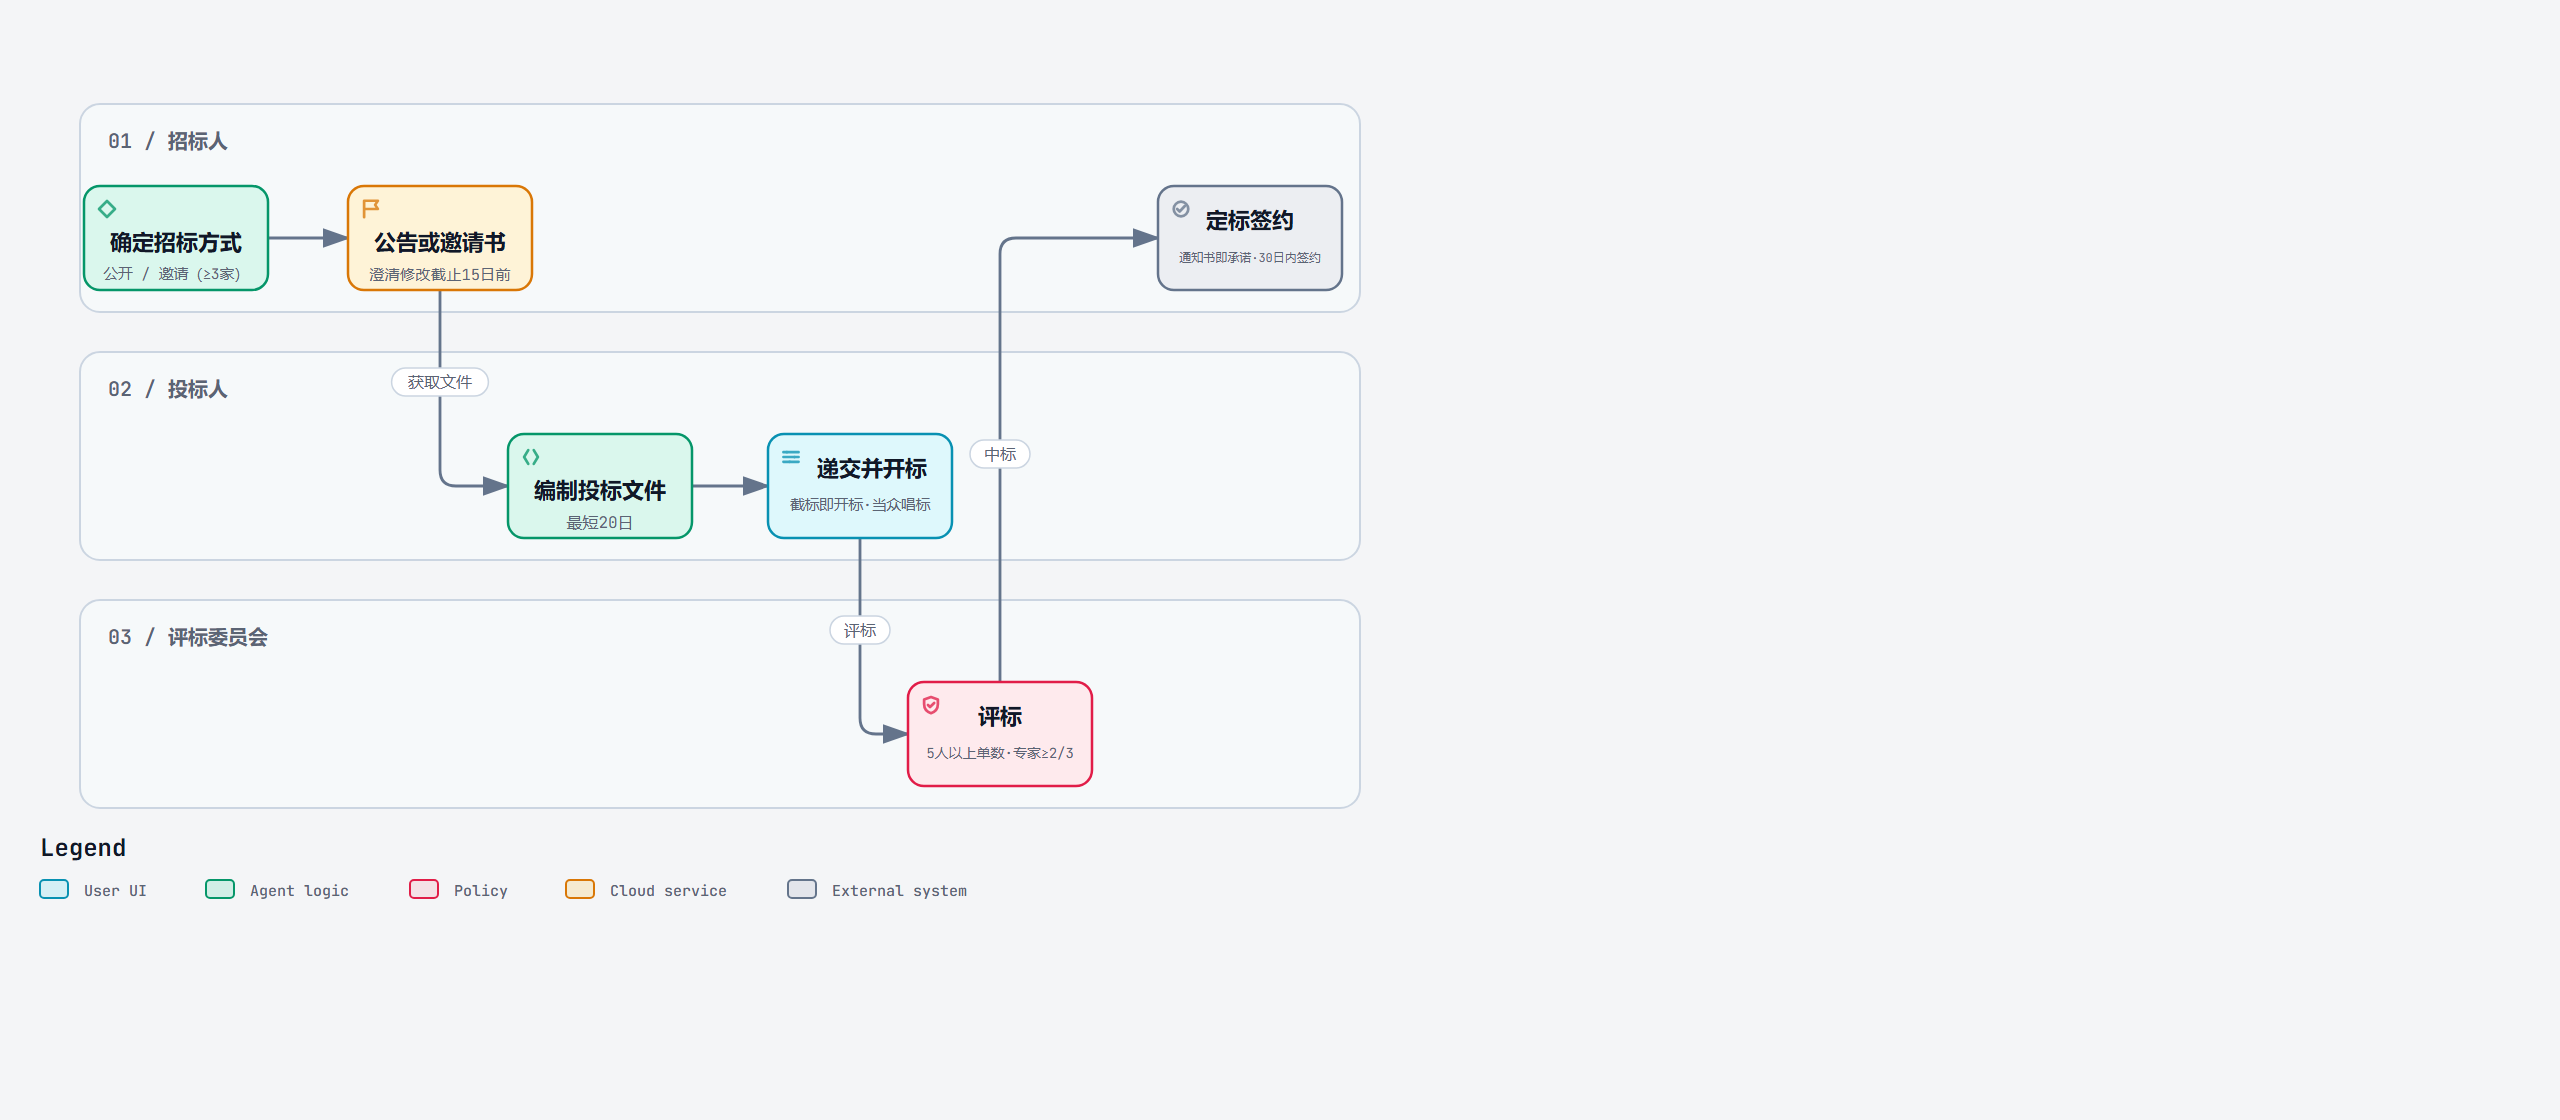 01 / 招标人
确定招标方式
公开 / 邀请 (≥3家)
公告或邀请书
澄清修改截止15日前
定标签约
通知书即承诺·30日内签约
获取文件
02 / 投标人
编制投标文件
最短20日
递交并开标
截标即开标·当众唱标
中标
评标
03 / 评标委员会
评标
5人以上单数·专家≥2/3
Legend
User UI
Agent logic
Policy
Cloud service
External system